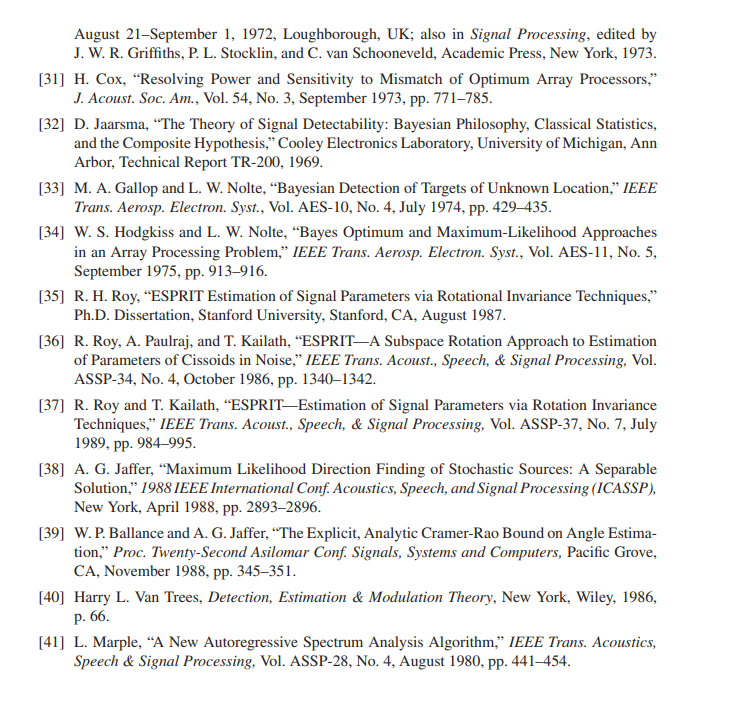 August 21–September 1, 1972, Loughborough, UK; also in Signal Processing, edited by
J. W. R. Griffiths, P. L. Stocklin, and C. van Schooneveld, Academic Press, New York, 1973.
[31] H. Cox, “Resolving Power and Sensitivity to Mismatch of Optimum Array Processors,”
J. Acoust. Soc. Am., Vol. 54, No. 3, September 1973, pp. 771–785.
[32] D. Jaarsma, “The Theory of Signal Detectability: Bayesian Philosophy, Classical Statistics,
and the Composite Hypothesis,” Cooley Electronics Laboratory, University of Michigan, Ann
Arbor, Technical Report TR-200, 1969.
[33] M. A. Gallop and L. W. Nolte, “Bayesian Detection of Targets of Unknown Location,” IEEE
Trans. Aerosp. Electron. Syst., Vol. AES-10, No. 4, July 1974, pp. 429–435.
[34] W. S. Hodgkiss and L. W. Nolte, “Bayes Optimum and Maximum-Likelihood Approaches
in an Array Processing Problem,” IEEE Trans. Aerosp. Electron. Syst., Vol. AES-11, No. 5,
September 1975, pp. 913–916.
[35] R. H. Roy, “ESPRIT Estimation of Signal Parameters via Rotational Invariance Techniques,”
Ph.D. Dissertation, Stanford University, Stanford, CA, August 1987.
[36] R. Roy, A. Paulraj, and T. Kailath, “ESPRIT—A Subspace Rotation Approach to Estimation
of Parameters of Cissoids in Noise,” IEEE Trans. Acoust., Speech, & Signal Processing, Vol.
ASSP-34, No. 4, October 1986, pp. 1340–1342.
[37] R. Roy and T. Kailath, “ESPRIT—Estimation of Signal Parameters via Rotation Invariance
Techniques,” IEEE Trans. Acoust., Speech, & Signal Processing, Vol. ASSP-37, No. 7, July
1989, pp. 984–995.
[38] A. G. Jaffer, “Maximum Likelihood Direction Finding of Stochastic Sources: A Separable
Solution,” 1988 IEEE International Conf. Acoustics, Speech, and Signal Processing (ICASSP),
New York, April 1988, pp. 2893–2896.
[39] W. P. Ballance and A. G. Jaffer, “The Explicit, Analytic Cramer-Rao Bound on Angle Estima-
tion,” Proc. Twenty-Second Asilomar Conf. Signals, Systems and Computers, Pacific Grove,
CA, November 1988, pp. 345–351.
[40] Harry L. Van Trees, Detection, Estimation & Modulation Theory, New York, Wiley, 1986,
p. 66.
[41] L. Marple, “A New Autoregressive Spectrum Analysis Algorithm,” IEEE Trans. Acoustics,
Speech & Signal Processing, Vol. ASSP-28, No. 4, August 1980, pp. 441–454.